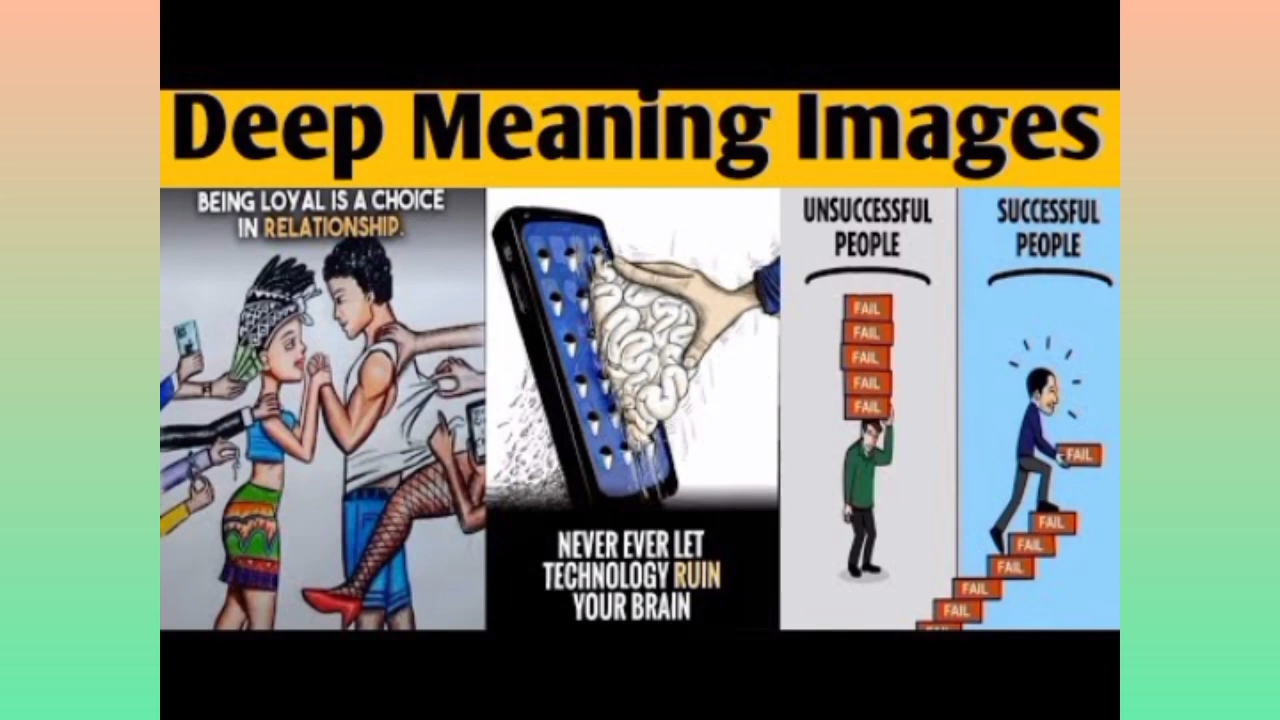 Deep Meaning Images
BEING LOYAL IS A CHOICE
IN RELATIONSHIP.
NEVER EVER LET
TECHNOLOGY RUIN
YOUR BRAIN
UNSUCCESSFUL
PEOPLE
FAIL
FAIL
FAIL
FAIL
FAIL
SUCCESSFUL
PEOPLE
FAIL
FAIL
FAIL
FAIL
FAIL
FAIL